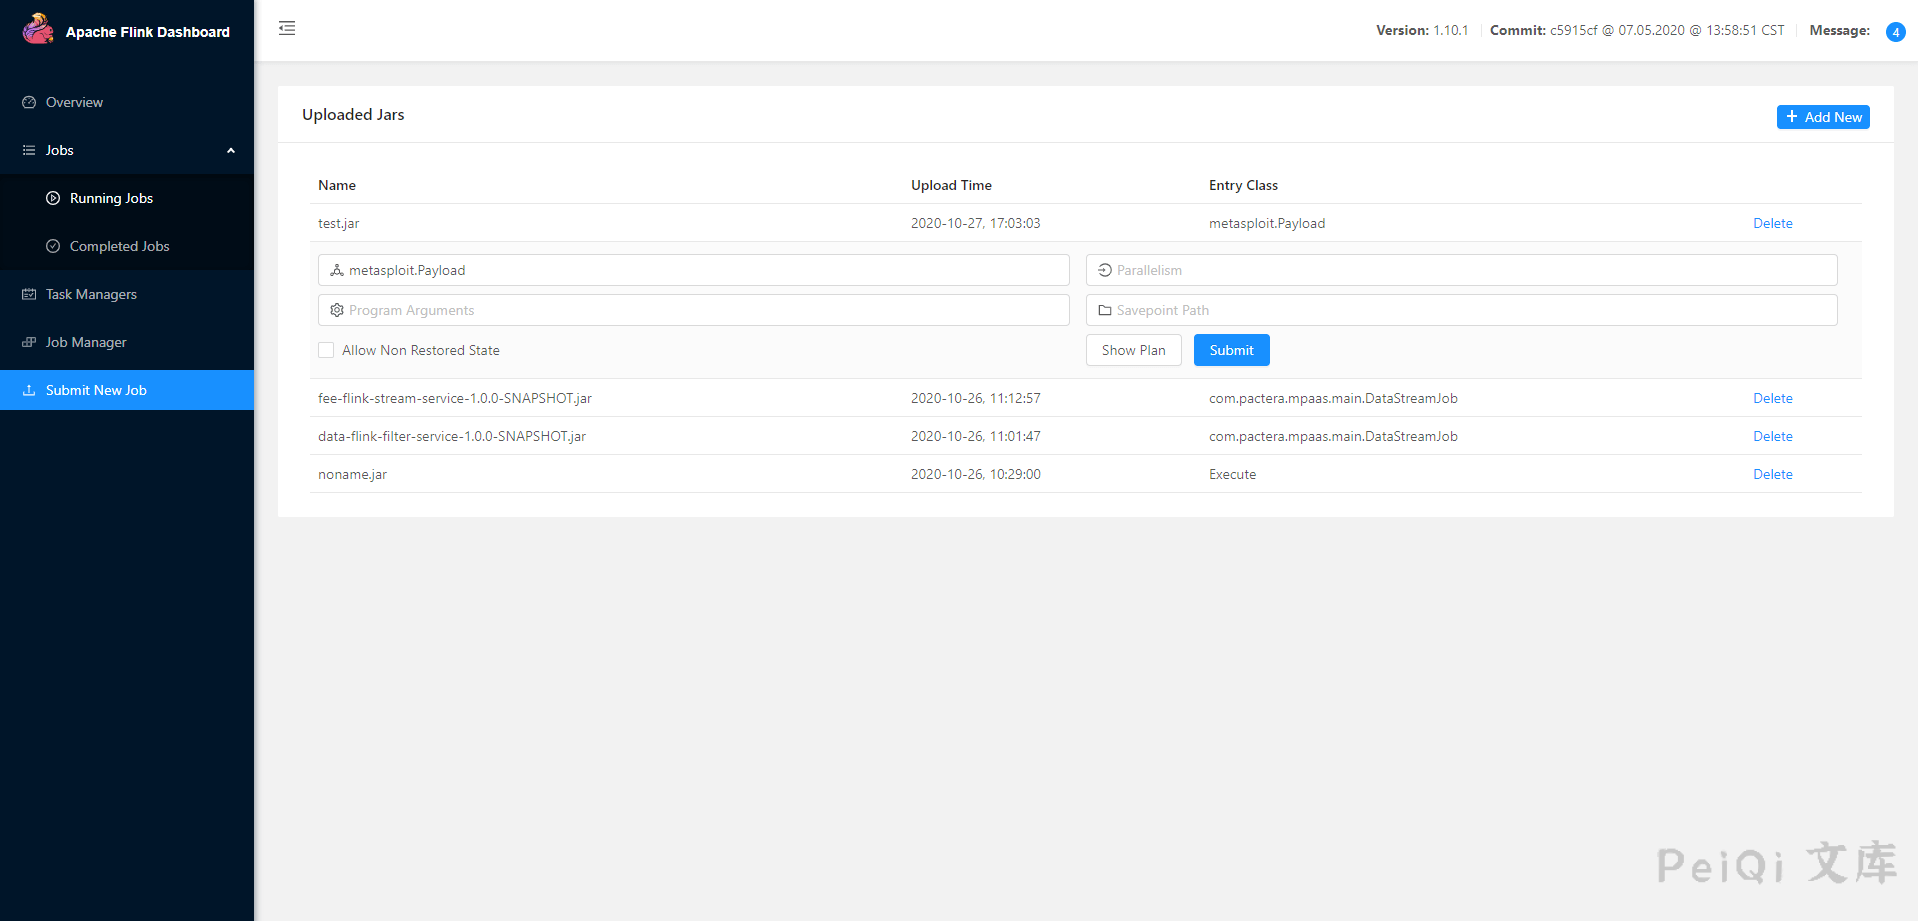 Apache Flink Dashboard
Version: 1.10.1 Commit: c5915cf @ 07.05.2020 @ 13:58:51 CST Message: 4
Overview
Jobs
Running Jobs
Completed Jobs
Task Managers
Job Manager
Submit New Job
Uploaded Jars
+ Add New
Name Upload Time Entry Class
test.jar 2020-10-27, 17:03:03 metasploit.Payload Delete
metasploit.Payload Parallelism
Program Arguments Savepoint Path
Allow Non Restored State Show Plan Submit
fee-flink-stream-service-1.0.0-SNAPSHOT.jar 2020-10-26, 11:12:57 com.pactera.mpaas.main.DataStreamJob Delete
data-flink-filter-service-1.0.0-SNAPSHOT.jar 2020-10-26, 11:01:47 com.pactera.mpaas.main.DataStreamJob Delete
noname.jar 2020-10-26, 10:29:00 Execute Delete
PeiQi 文库